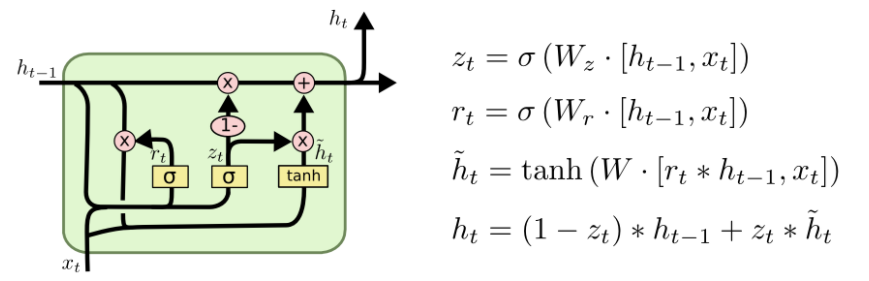 h_t
h_{t-1}
x +
1-
x r_t z_t x h̃_t
σ σ tanh
x_t
z_t = σ (W_z · [h_{t-1}, x_t])
r_t = σ (W_r · [h_{t-1}, x_t])
h̃_t = tanh (W · [r_t * h_{t-1}, x_t])
h_t = (1 − z_t) * h_{t-1} + z_t * h̃_t